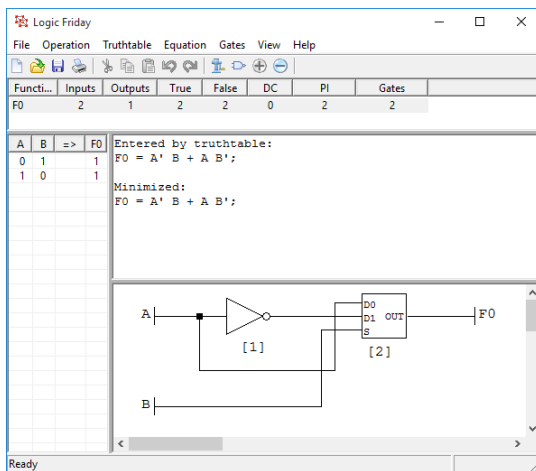 Logic Friday
File Operation Truthtable Equation Gates View Help
Functi... Inputs Outputs True False DC PI Gates
F0 2 1 2 2 0 2 2
A B => F0
0 1 1
1 0 1
Entered by truthtable:
F0 = A' B + A B';
Minimized:
F0 = A' B + A B';
A
[1]
D0
D1 OUT
S
[2]
F0
B
Ready